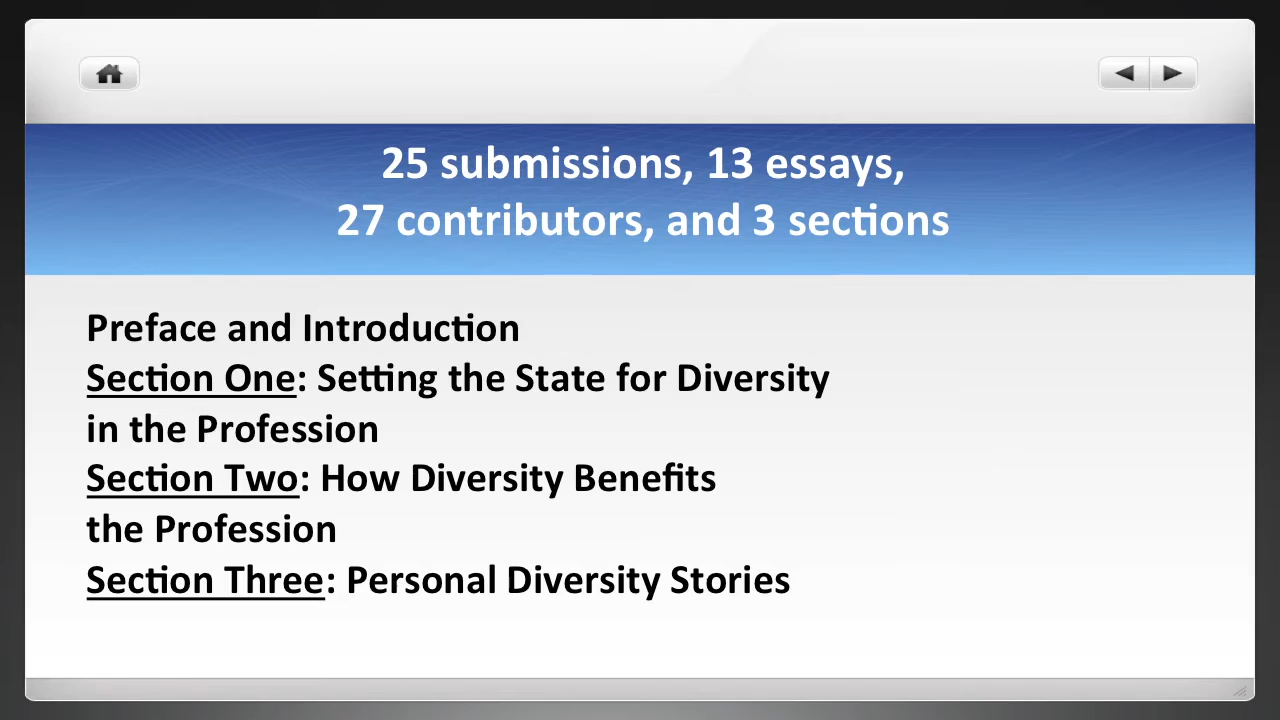 25 submissions, 13 essays,
27 contributors, and 3 sections
Preface and Introduction
Section One: Setting the State for Diversity
in the Profession
Section Two: How Diversity Benefits
the Profession
Section Three: Personal Diversity Stories